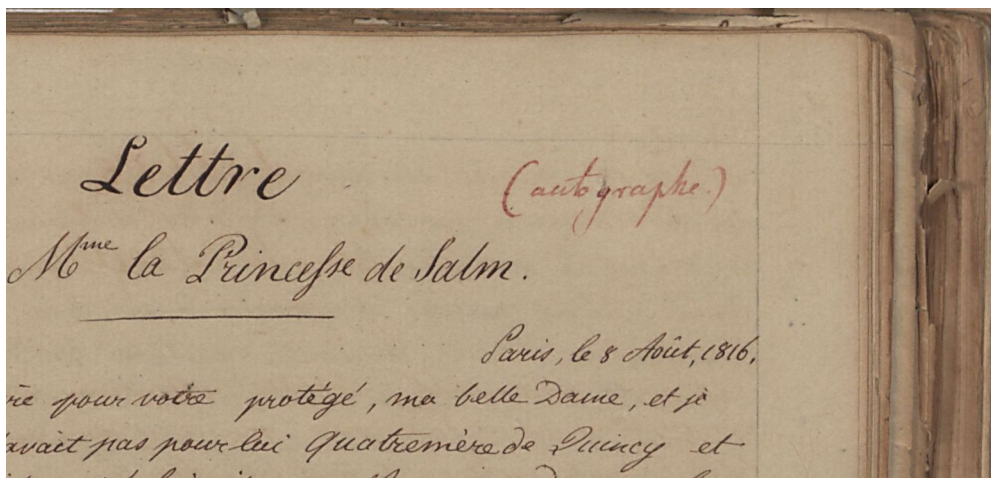 Lettre (autographe.)
Mme la Princesse de Salm.
Paris, le 8 Août, 1816.
pour votre protégé, ma belle Dame, et je
avait pas pour lui Quatremère de Quincy et